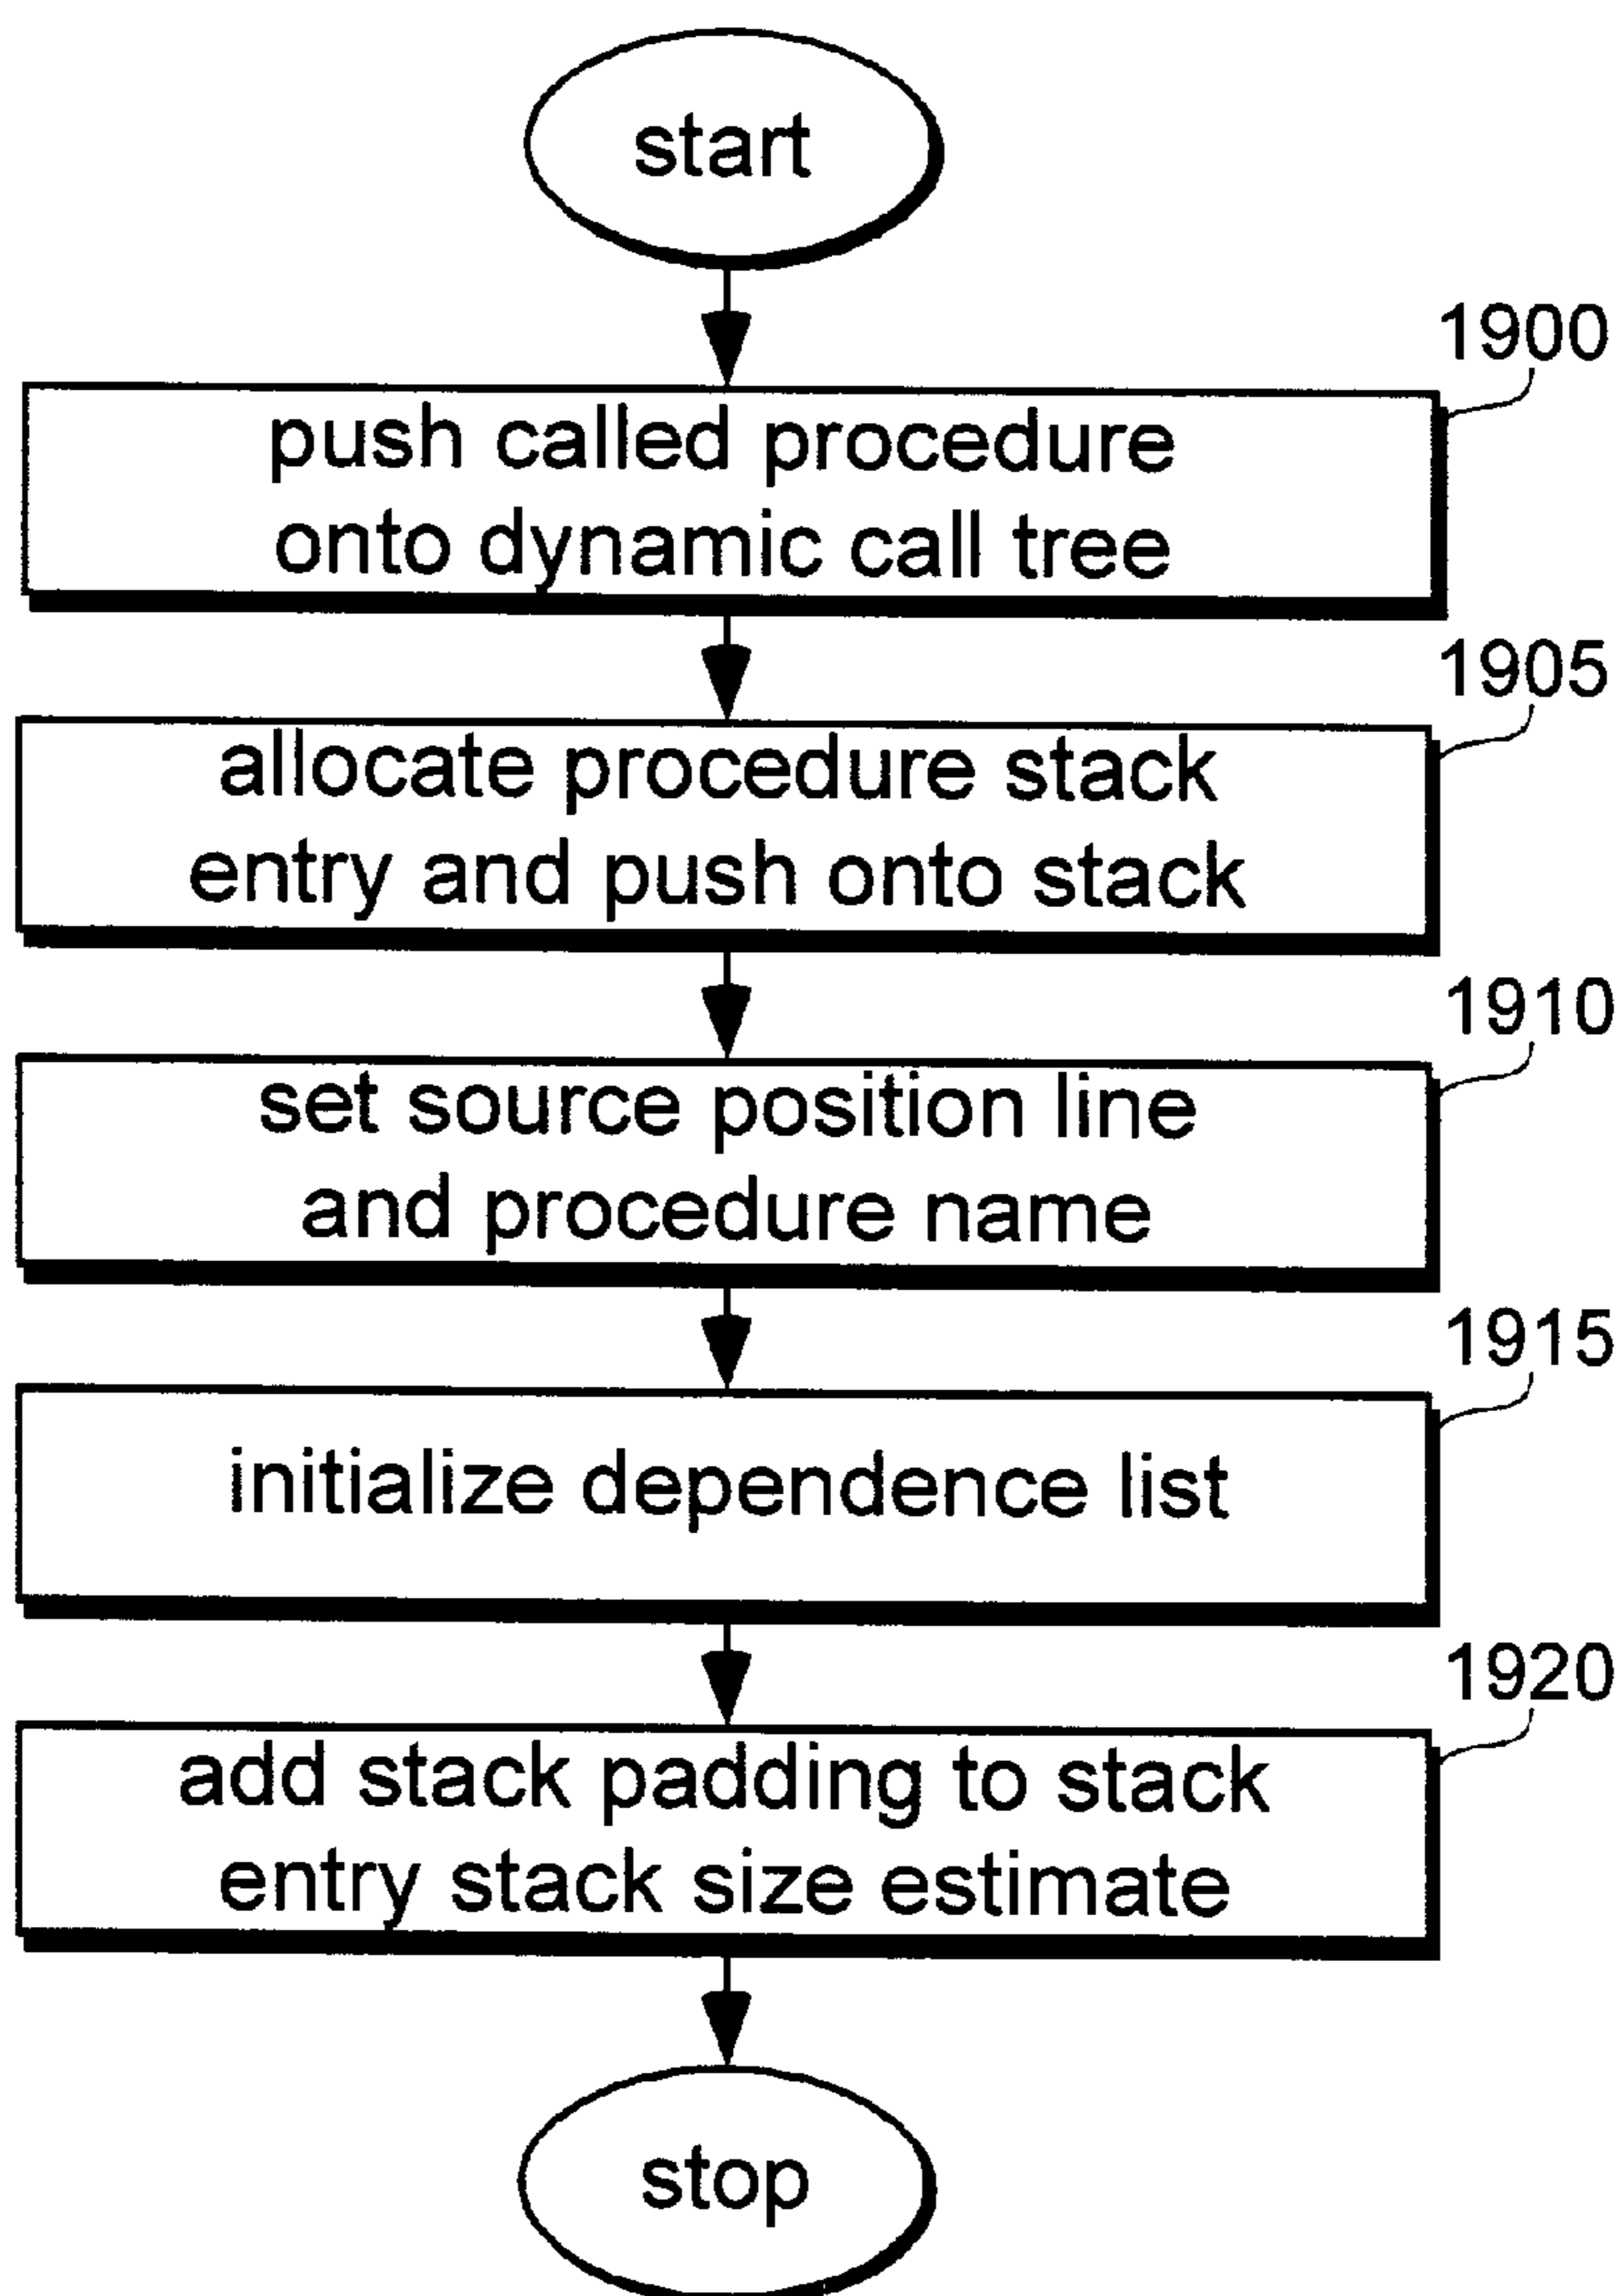 start
1900
push called procedure
onto dynamic call tree
1905
allocate procedure stack
entry and push onto stack
1910
set source position line
and procedure name
1915
initialize dependence list
1920
add stack padding to stack
entry stack size estimate
stop